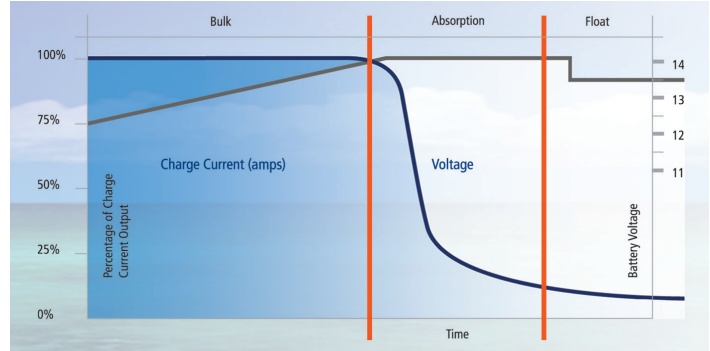 Bulk
Absorption
Float
100%
75%
50%
25%
0%
14
13
12
11
Charge Current (amps)
Voltage
Percentage of Charge
Current Output
Battery Voltage
Time